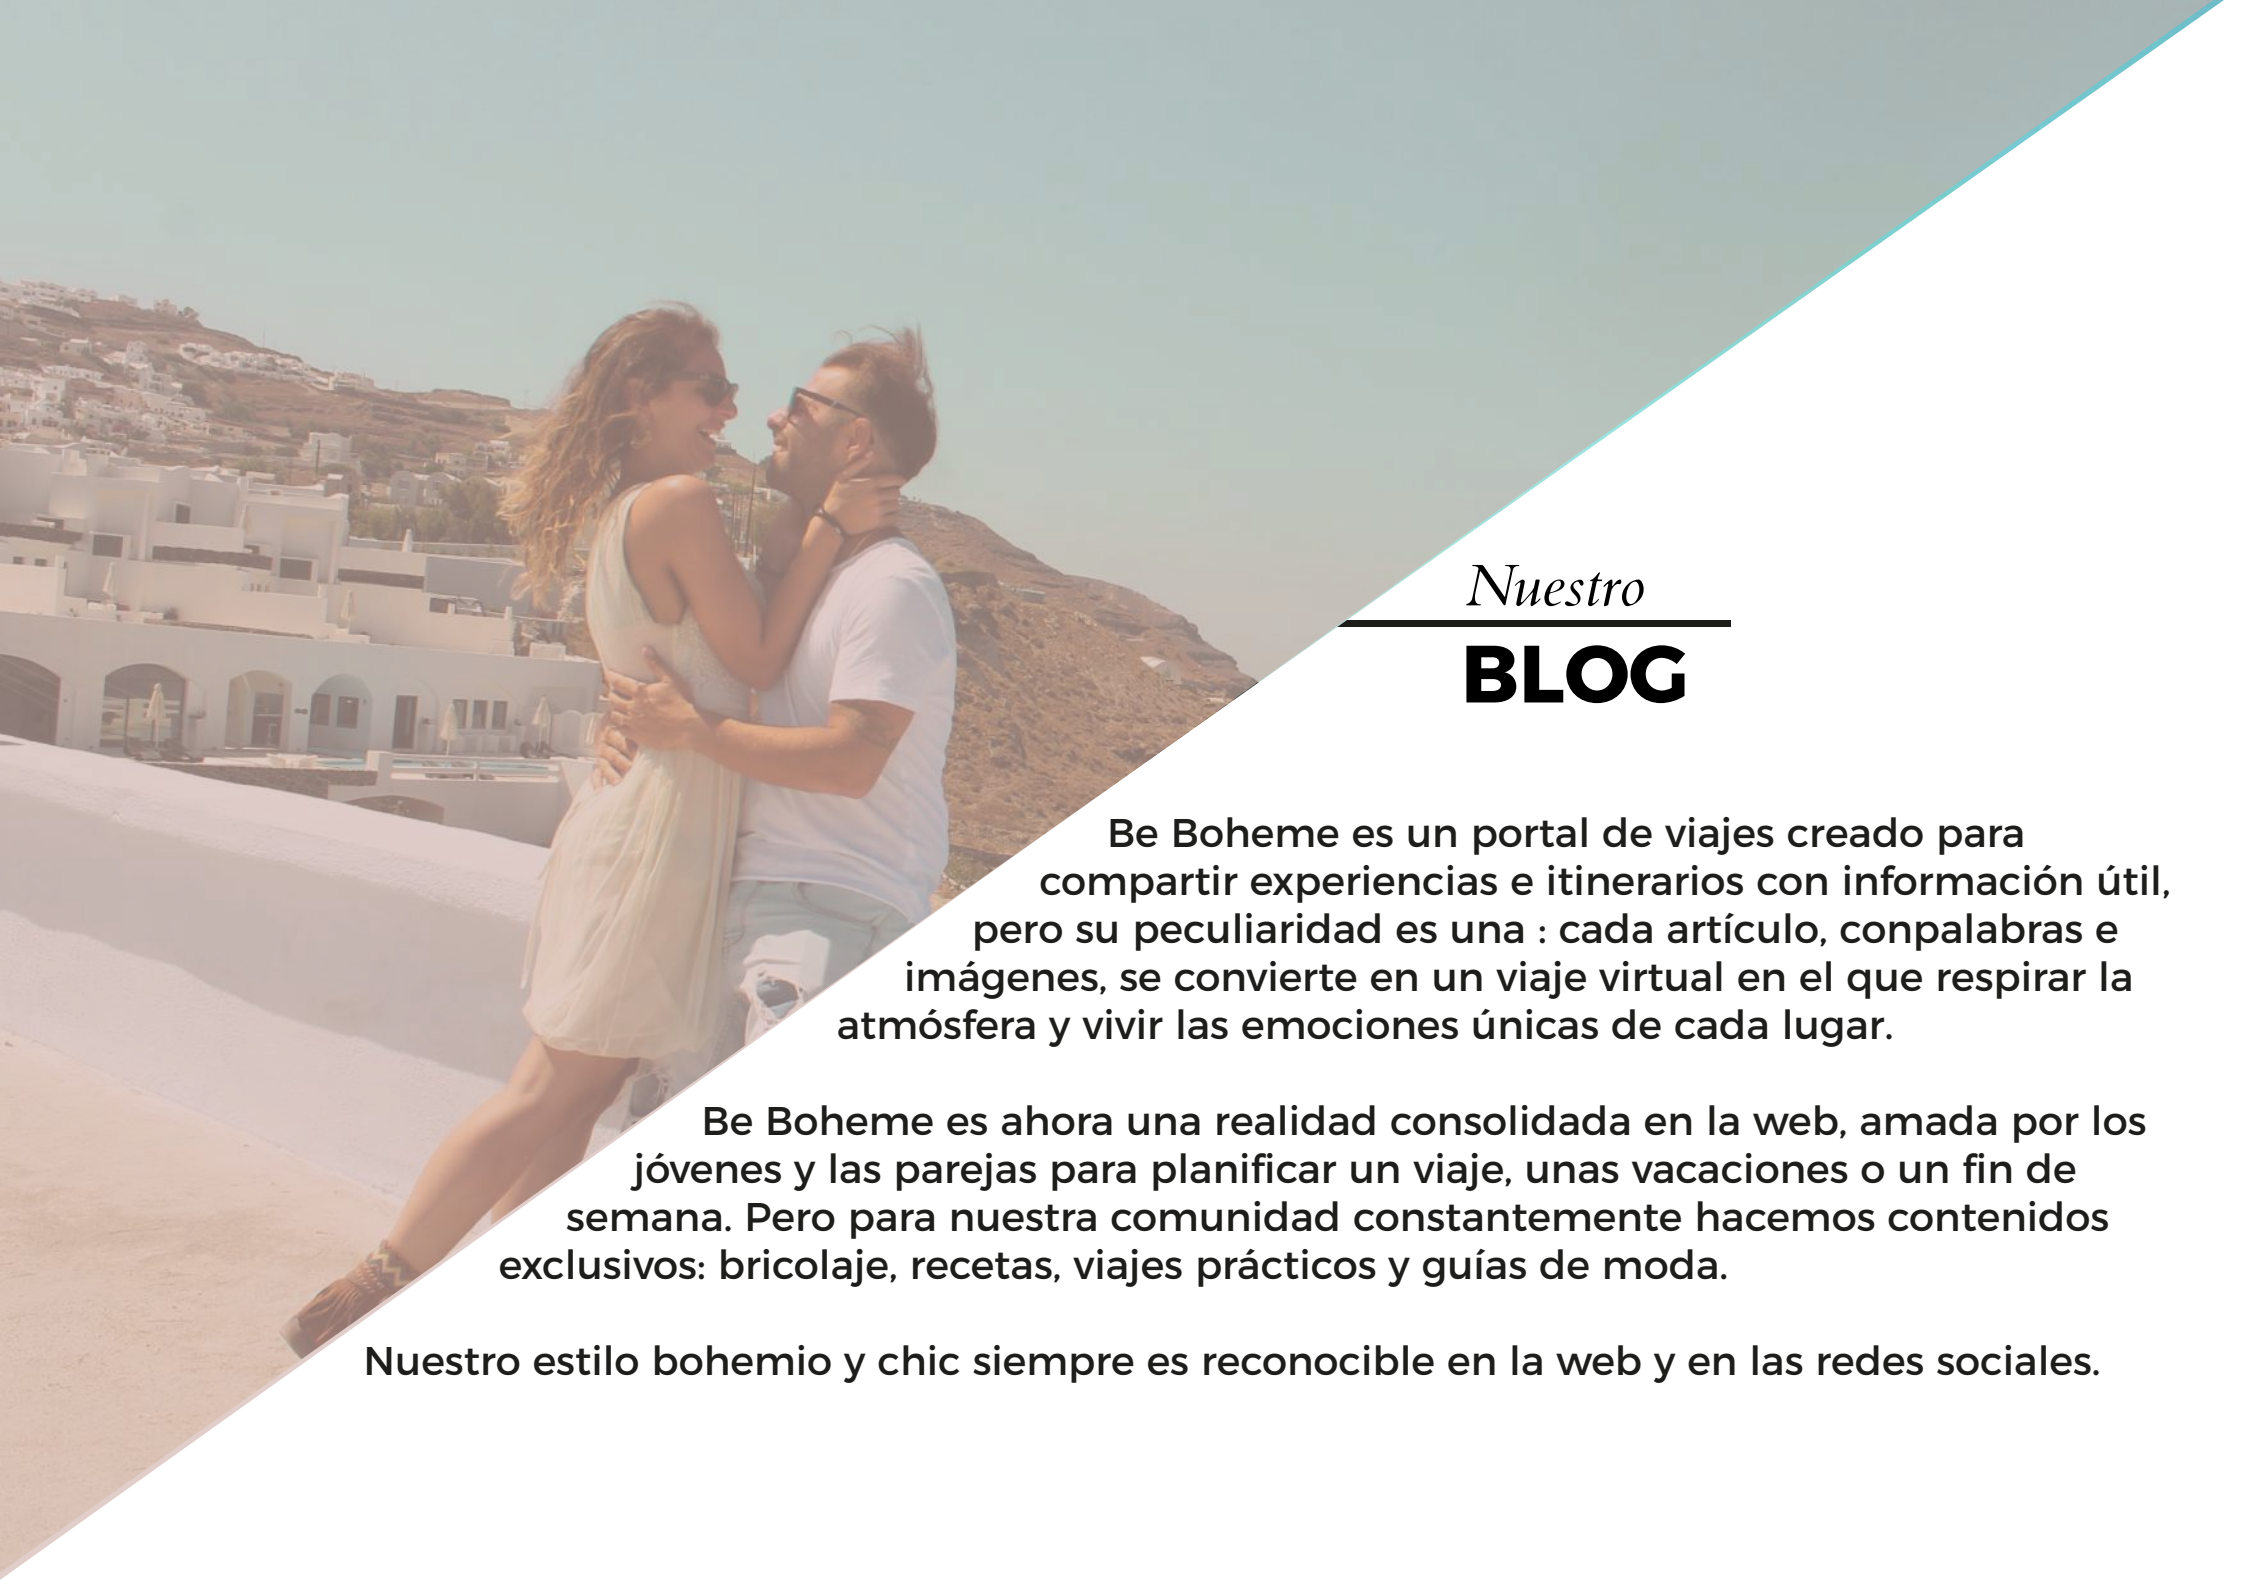 Nuestro
BLOG
Be Boheme es un portal de viajes creado para
compartir experiencias e itinerarios con información útil,
pero su peculiaridad es una : cada artículo, conpalabras e
imágenes, se convierte en un viaje virtual en el que respirar la
atmósfera y vivir las emociones únicas de cada lugar.
Be Boheme es ahora una realidad consolidada en la web, amada por los
jóvenes y las parejas para planificar un viaje, unas vacaciones o un fin de
semana. Pero para nuestra comunidad constantemente hacemos contenidos
exclusivos: bricolaje, recetas, viajes prácticos y guías de moda.
Nuestro estilo bohemio y chic siempre es reconocible en la web y en las redes sociales.